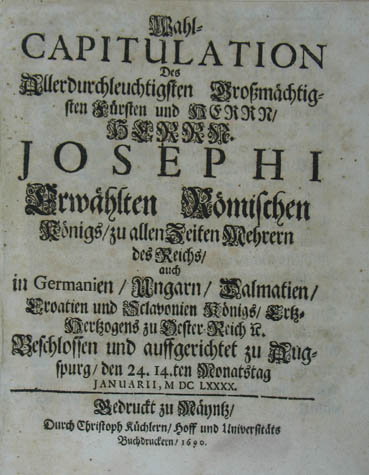 Wahl-
CAPITULATION
Des
Allerdurchleuchtigsten Großmächtig-
sten Fürsten und HERRN/
HERRN.
JOSEPHI
Erwählten Römischen
Königs/zu allen Zeiten Mehrern
des Reichs/
auch
in Germanien/Ungarn/Dalmatien/
Croatien und Sclavonien Königs/Ertz-
Hertzogens zu Oester-Reich ꝛc.
Beschlossen und auffgerichtet zu Aug-
spurg/den 24. 14.ten Monatstag
JANUARII, M DC LXXXX.
Gedruckt zu Mäyntz/
Durch Christoph Küchlern/Hoff und Universitäts
Buchdruckern/1690.